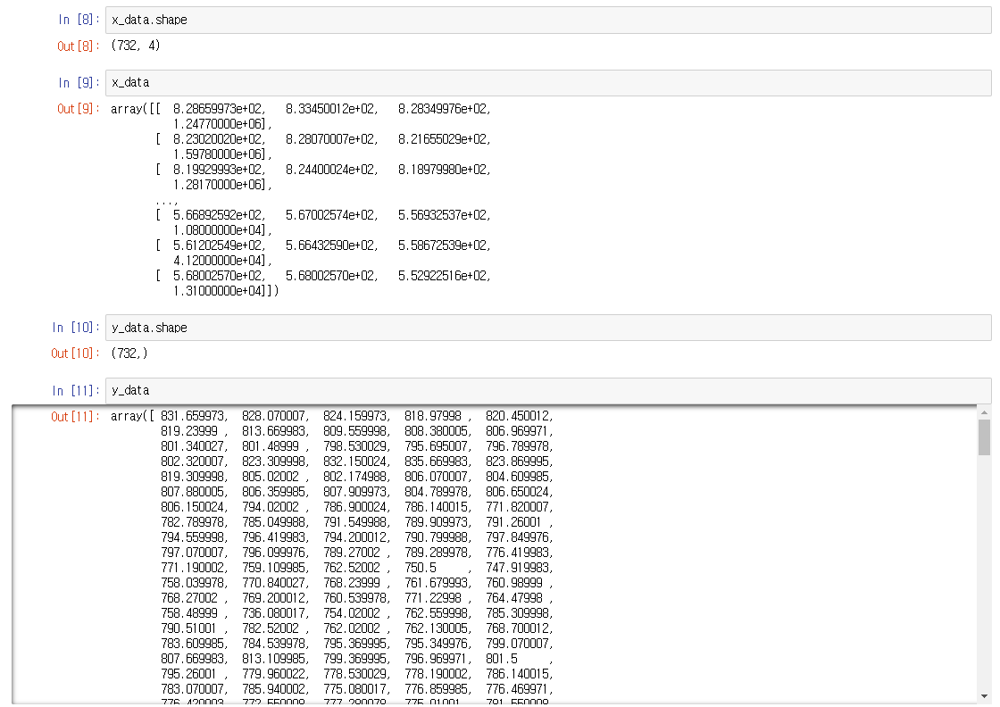 In [8]: x_data.shape
Out[8]: (732, 4)
In [9]: x_data
Out[9]: array([[ 8.28659973e+02, 8.33450012e+02, 8.28349976e+02,
1.24770000e+06],
[ 8.23020020e+02, 8.28070007e+02, 8.21655029e+02,
1.59780000e+06],
[ 8.19929993e+02, 8.24400024e+02, 8.18979980e+02,
1.28170000e+06],
...,
[ 5.66892592e+02, 5.67002574e+02, 5.56932537e+02,
1.08000000e+04],
[ 5.61202549e+02, 5.66432590e+02, 5.58672539e+02,
4.12000000e+04],
[ 5.68002570e+02, 5.68002570e+02, 5.52922516e+02,
1.31000000e+04]])
In [10]: y_data.shape
Out[10]: (732,)
In [11]: y_data
Out[11]: array([ 831.659973, 828.070007, 824.159973, 818.97998 , 820.450012,
819.23999 , 813.669983, 809.559998, 808.380005, 806.969971,
801.340027, 801.48999 , 798.530029, 795.695007, 796.789978,
802.320007, 823.309998, 832.150024, 835.669983, 823.869995,
819.309998, 805.02002 , 802.174988, 806.070007, 804.609985,
807.880005, 806.359985, 807.909973, 804.789978, 806.650024,
806.150024, 794.02002 , 786.900024, 786.140015, 771.820007,
782.789978, 785.049988, 791.549988, 789.909973, 791.26001 ,
794.559998, 796.419983, 794.200012, 790.799988, 797.849976,
797.070007, 796.099976, 789.27002 , 789.289978, 776.419983,
771.190002, 759.109985, 762.52002 , 750.5 , 747.919983,
758.039978, 770.840027, 768.23999 , 761.679993, 760.98999 ,
768.27002 , 769.200012, 760.539978, 771.22998 , 764.47998 ,
758.48999 , 736.080017, 754.02002 , 762.559998, 785.309998,
790.51001 , 782.52002 , 762.02002 , 762.130005, 768.700012,
783.609985, 784.539978, 795.369995, 795.349976, 799.070007,
807.669983, 813.109985, 799.369995, 796.969971, 801.5 ,
795.26001 , 779.960022, 778.530029, 778.190002, 786.140015,
783.070007, 785.940002, 775.080017, 776.859985, 776.469971,